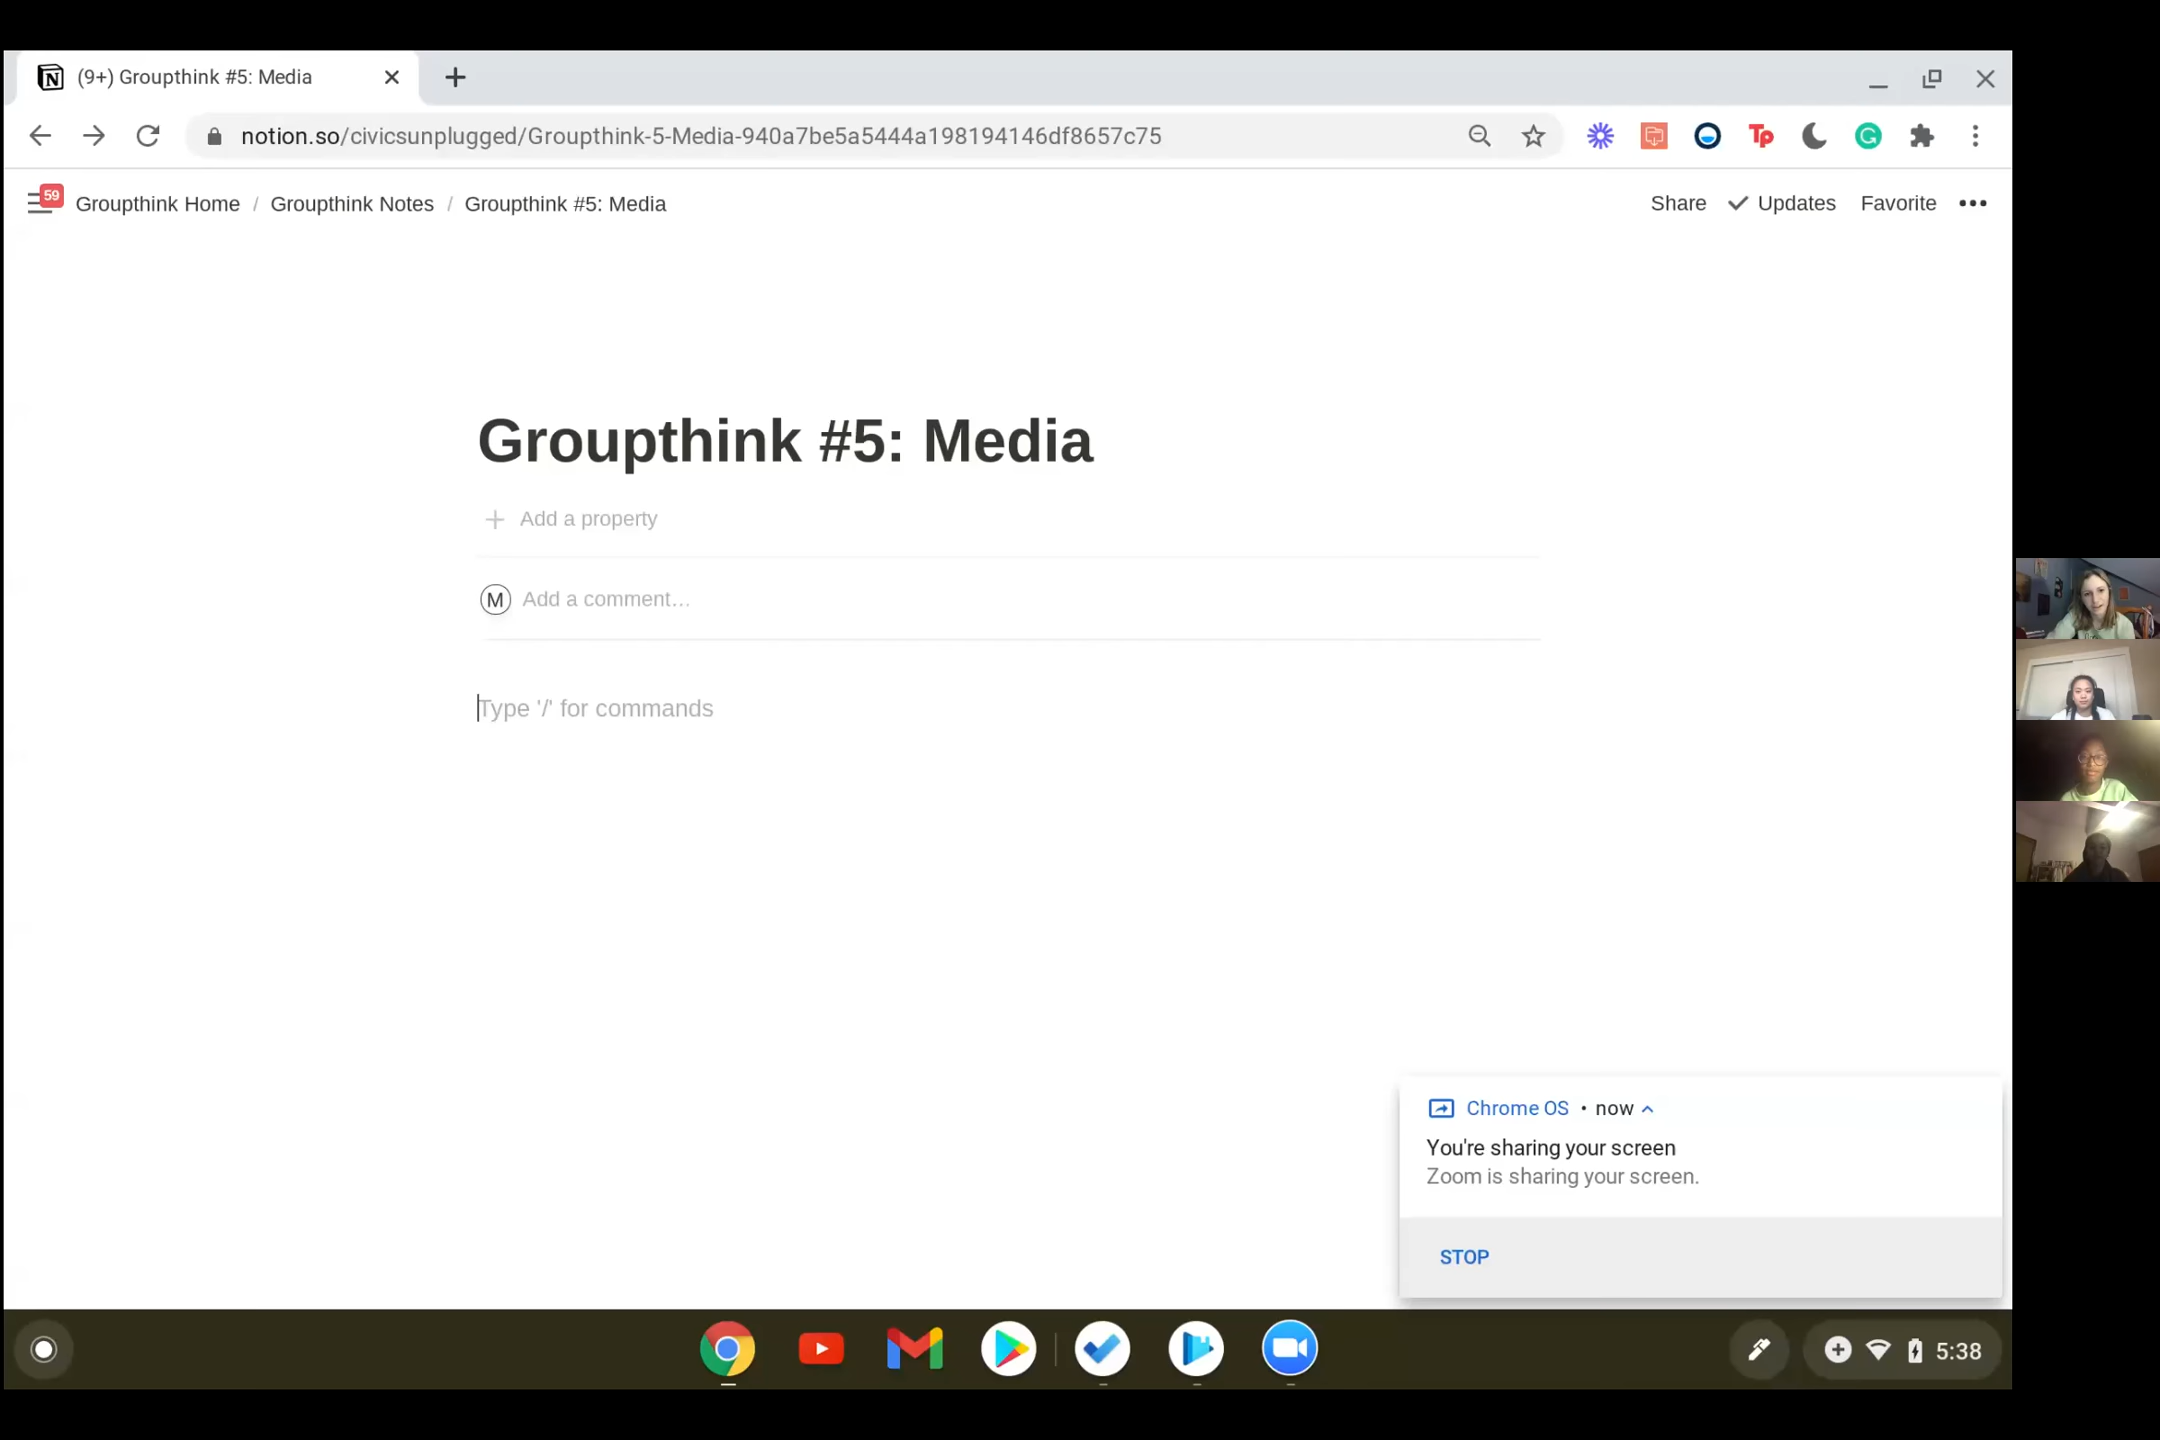 (9+) Groupthink #5: Media
notion.so/civicsunplugged/Groupthink-5-Media-940a7be5a5444a198194146df8657c75
Tp
G
59
Groupthink Home / Groupthink Notes / Groupthink #5: Media
Share Updates Favorite
Groupthink #5: Media
Add a property
M Add a comment…
Type '/' for commands
Chrome OS • now
You're sharing your screen
Zoom is sharing your screen.
STOP
5:38